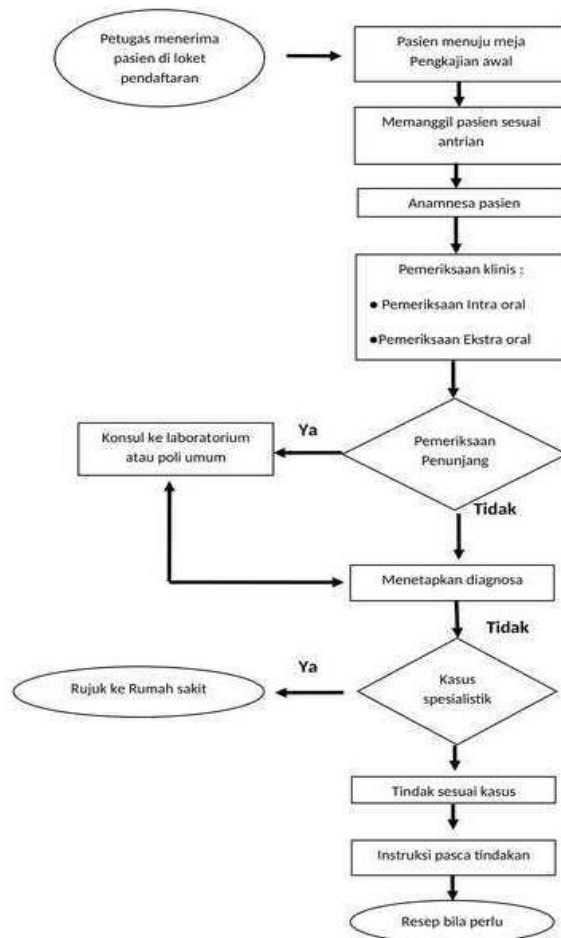 Petugas menerima
pasien di loket
pendaftaran
Pasien menuju meja
Pengkajian awal
Memanggil pasien sesuai
antrian
Anamnesa pasien
Pemeriksaan klinis :
● Pemeriksaan Intra oral
●Pemeriksaan Ekstra oral
Pemeriksaan
Penunjang
Ya
Konsul ke laboratorium
atau poli umum
Tidak
Menetapkan diagnosa
Tidak
Kasus
spesialistik
Ya
Rujuk ke Rumah sakit
Tindak sesuai kasus
Instruksi pasca tindakan
Resep bila perlu